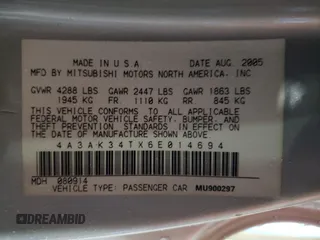 MADE IN U S A DATE AUG. 2005
MFD BY MITSUBISHI MOTORS NORTH AMERICA, INC
GVWR 4288 LBS GAWR 2447 LBS GAWR 1863 LBS
1945 KG FR. 1110 KG RR 845 KG
THIS VEHICLE CONFORMS TO ALL APPLICABLE
FEDERAL MOTOR VEHICLE SAFETY, BUMPER, AND
THEFT PREVENTION STANDARDS IN EFFECT ON
THE DATE OF MANUFACTURE SHOWN ABOVE.
4A3AK34TX6E014694
MDH 080914
VEHICLE TYPE: PASSENGER CAR MU900297
DREAMBID